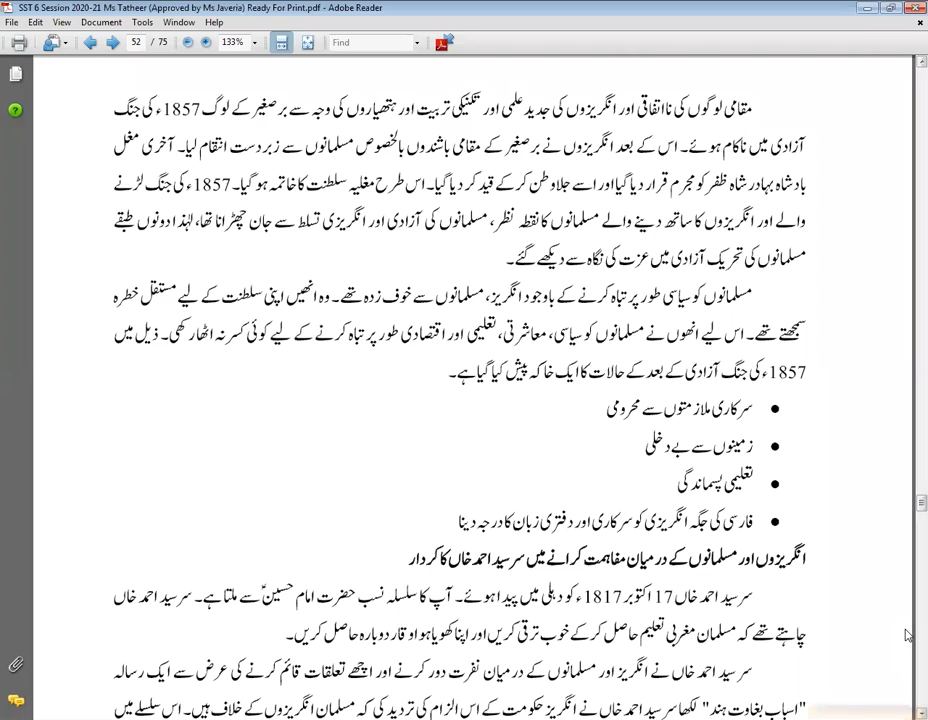 SST 6 Session 2020-21 Ms Tatheer (Approved by Ms Javeria) Ready For Print.pdf - Adobe Reader
File Edit View Document Tools Window Help
52 / 75 133% Find
مقامی لوگوں کی نااتفاقی اور انگریزوں کی جدید علمی اور تکنیکی تربیت اور ہتھیاروں کی وجہ سے برصغیر کے لوگ 1857ء کی جنگ
آزادی میں ناکام ہوئے۔ اس کے بعد انگریزوں نے برصغیر کے مقامی باشندوں بالخصوص مسلمانوں سے زبردست انتقام لیا۔ آخری مغل
بادشاہ بہادر شاہ ظفر کو مجرم قرار دیا گیا اور اسے جلاوطن کرکے قید کر دیا گیا۔ اس طرح مغلیہ سلطنت کا خاتمہ ہو گیا۔ 1857ء کی جنگ لڑنے
والے اور انگریزوں کا ساتھ دینے والے مسلمانوں کا نقطہ نظر، مسلمانوں کی آزادی اور انگریزی تسلط سے جان چھڑانا تھا، لہٰذا دونوں طبقے
مسلمانوں کی تحریک آزادی میں عزت کی نگاہ سے دیکھے گئے۔
مسلمانوں کو سیاسی طور پر تباہ کرنے کے باوجود انگریز، مسلمانوں سے خوف زدہ تھے۔ وہ انھیں اپنی سلطنت کے لیے مستقل خطرہ
سمجھتے تھے۔ اس لیے انھوں نے مسلمانوں کو سیاسی، معاشرتی، تعلیمی اور اقتصادی طور پر تباہ کرنے کے لیے کوئی کسر نہ اٹھا رکھی۔ ذیل میں
1857ء کی جنگ آزادی کے بعد کے حالات کا ایک خاکہ پیش کیا گیا ہے۔
● سرکاری ملازمتوں سے محرومی
● زمینوں سے بے دخلی
● تعلیمی پسماندگی
● فارسی کی جگہ انگریزی کو سرکاری اور دفتری زبان کا درجہ دینا
انگریزوں اور مسلمانوں کے درمیان مفاہمت کرانے میں سرسید احمد خاں کا کردار
سرسید احمد خاں 17 اکتوبر 1817ء کو دہلی میں پیدا ہوئے۔ آپ کا سلسلہ نسب حضرت امام حسینؑ سے ملتا ہے۔ سرسید احمد خاں
چاہتے تھے کہ مسلمان مغربی تعلیم حاصل کرکے خوب ترقی کریں اور اپنا کھویا ہوا وقار دوبارہ حاصل کریں۔
سرسید احمد خاں نے انگریز اور مسلمانوں کے درمیان نفرت دور کرنے اور اچھے تعلقات قائم کرنے کی غرض سے ایک رسالہ
"اسباب بغاوت ہند" لکھا سرسید احمد خاں نے انگریز حکومت کے اس الزام کی تردید کی کہ مسلمان انگریزوں کے خلاف ہیں۔ اس سلسلے میں